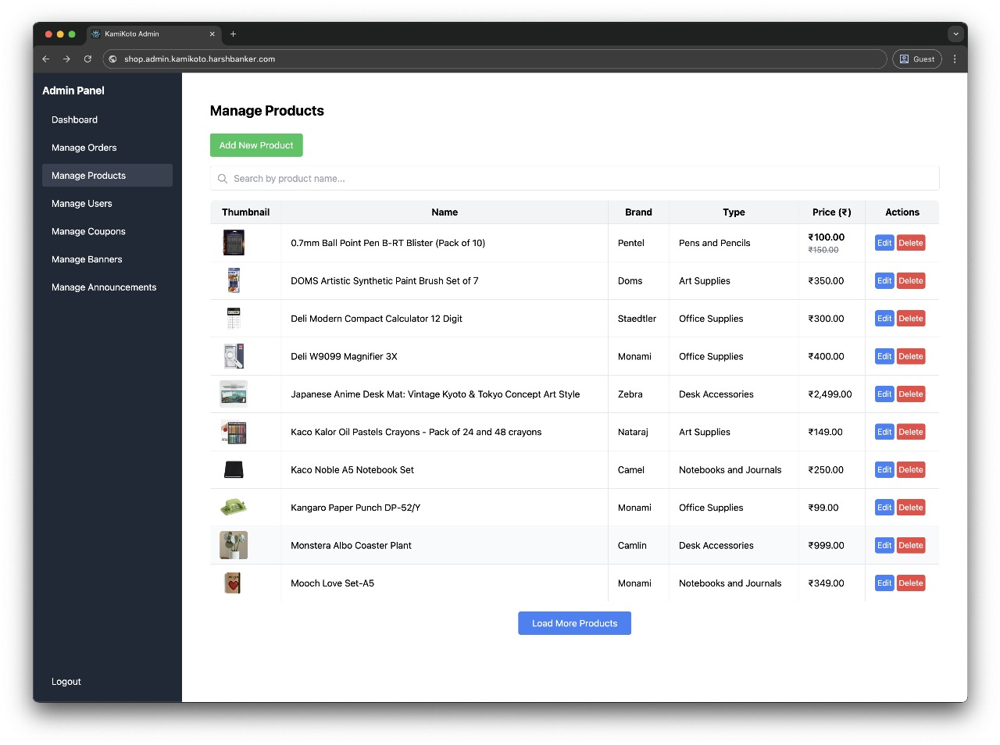 KamiKoto Admin
shop.admin.kamikoto.harshbanker.com
Guest
Admin Panel
Dashboard
Manage Orders
Manage Products
Manage Users
Manage Coupons
Manage Banners
Manage Announcements
Logout
Manage Products
Add New Product
Search by product name...
Thumbnail Name Brand Type Price (₹) Actions
0.7mm Ball Point Pen B-RT Blister (Pack of 10) Pentel Pens and Pencils ₹100.00 ₹150.00 Edit Delete
DOMS Artistic Synthetic Paint Brush Set of 7 Doms Art Supplies ₹350.00 Edit Delete
Deli Modern Compact Calculator 12 Digit Staedtler Office Supplies ₹300.00 Edit Delete
Deli W9099 Magnifier 3X Monami Office Supplies ₹400.00 Edit Delete
Japanese Anime Desk Mat: Vintage Kyoto & Tokyo Concept Art Style Zebra Desk Accessories ₹2,499.00 Edit Delete
Kaco Kalor Oil Pastels Crayons - Pack of 24 and 48 crayons Nataraj Art Supplies ₹149.00 Edit Delete
Kaco Noble A5 Notebook Set Camel Notebooks and Journals ₹250.00 Edit Delete
Kangaro Paper Punch DP-52/Y Monami Office Supplies ₹99.00 Edit Delete
Monstera Albo Coaster Plant Camlin Desk Accessories ₹999.00 Edit Delete
Mooch Love Set-A5 Monami Notebooks and Journals ₹349.00 Edit Delete
Load More Products